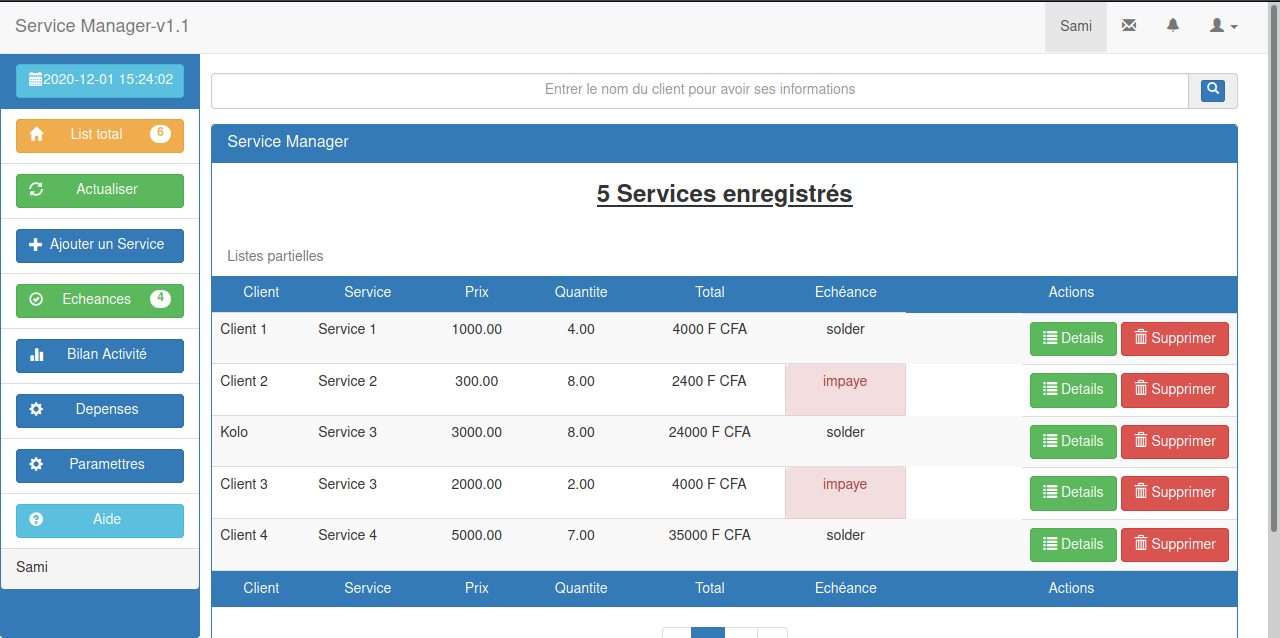 Service Manager-v1.1
Sami
2020-12-01 15:24:02
List total 6
Actualiser
Ajouter un Service
Echeances 4
Bilan Activité
Depenses
Paramettres
Aide
Sami
Entrer le nom du client pour avoir ses informations
Service Manager
5 Services enregistrés
Listes partielles
Client Service Prix Quantite Total Echéance Actions
Client 1 Service 1 1000.00 4.00 4000 F CFA solder Details Supprimer
Client 2 Service 2 300.00 8.00 2400 F CFA impaye Details Supprimer
Kolo Service 3 3000.00 8.00 24000 F CFA solder Details Supprimer
Client 3 Service 3 2000.00 2.00 4000 F CFA impaye Details Supprimer
Client 4 Service 4 5000.00 7.00 35000 F CFA solder Details Supprimer
Client Service Prix Quantite Total Echéance Actions